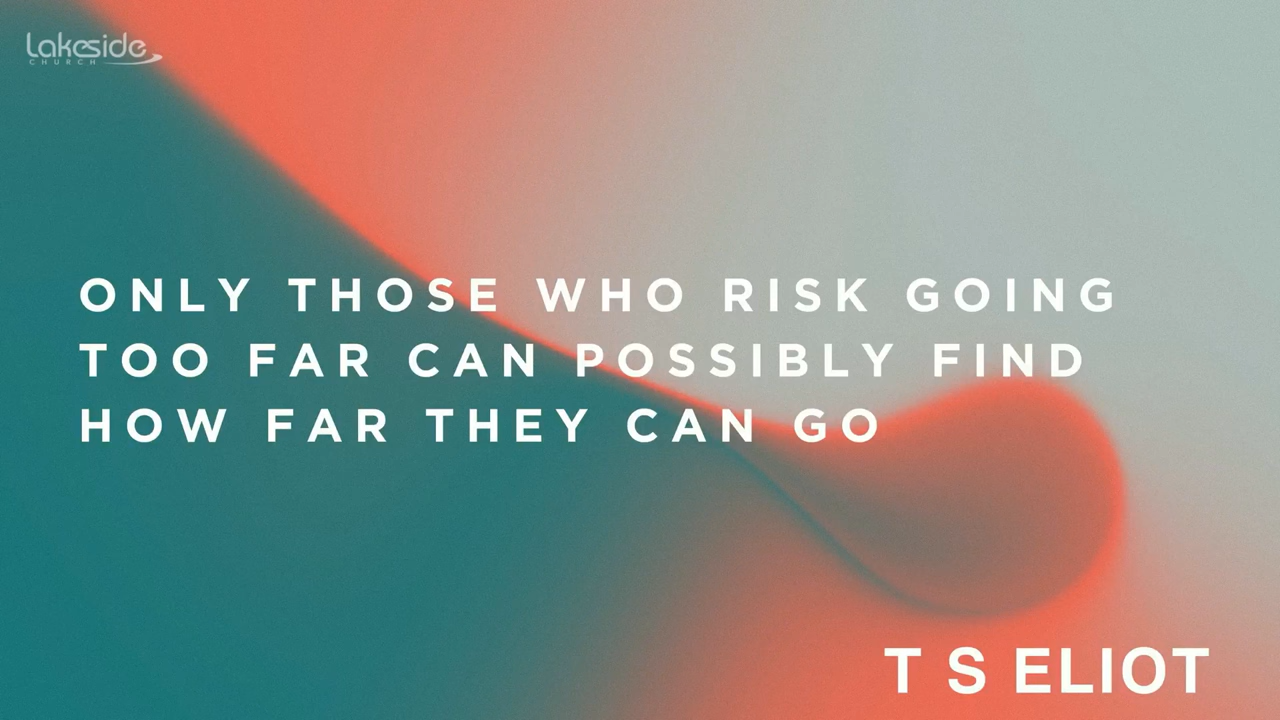 Lakeside
CHURCH
ONLY THOSE WHO RISK GOING
TOO FAR CAN POSSIBLY FIND
HOW FAR THEY CAN GO
T S ELIOT